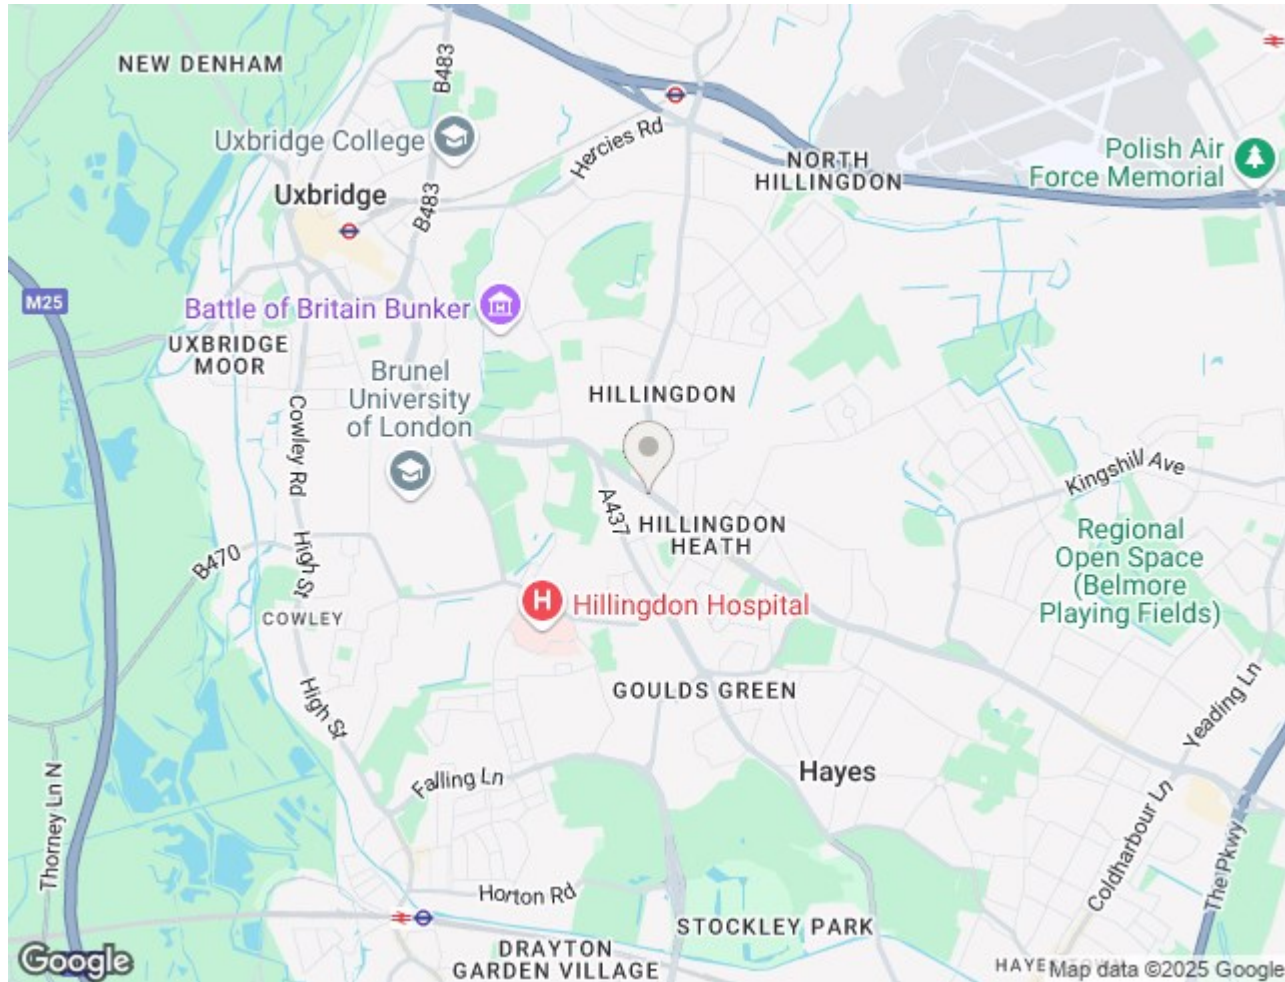 NEW DENHAM
B483
Uxbridge College
Hercies Rd
NORTH
HILLINGDON
Polish Air
Force Memorial
Uxbridge
B483
M25
Battle of Britain Bunker
UXBRIDGE
MOOR
Brunel
University
of London
HILLINGDON
Cowley Rd
Kingshill Ave
A437
HILLINGDON
HEATH
Regional
Open Space
(Belmore
Playing Fields)
B470
High St
H
Hillingdon Hospital
COWLEY
GOULDS GREEN
High St
Yeading Ln
Falling Ln
Hayes
Thorney Ln N
Coldharbour Ln
The Pkwy
Horton Rd
STOCKLEY PARK
DRAYTON
GARDEN VILLAGE
Google
Map data ©2025 Google